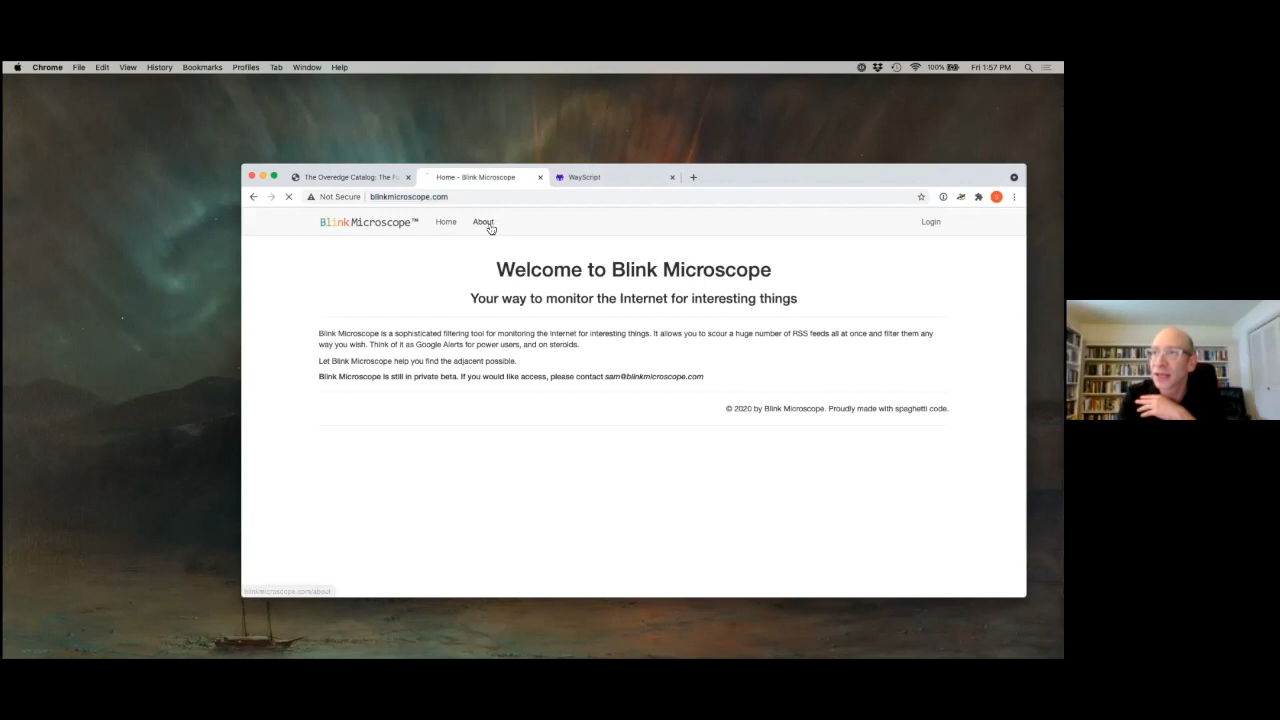 Chrome File Edit View History Bookmarks Profiles Tab Window Help 100% Fri 1:57 PM
The Overedge Catalog: The Fu Home - Blink Microscope WayScript
Not Secure blinkmicroscope.com S
BlinkMicroscope™ Home About Login
Welcome to Blink Microscope
Your way to monitor the Internet for interesting things
Blink Microscope is a sophisticated filtering tool for monitoring the Internet for interesting things. It allows you to scour a huge number of RSS feeds all at once and filter them any
way you wish. Think of it as Google Alerts for power users, and on steroids.
Let Blink Microscope help you find the adjacent possible.
Blink Microscope is still in private beta. If you would like access, please contact sam@blinkmicroscope.com
© 2020 by Blink Microscope. Proudly made with spaghetti code.
blinkmicroscope.com/about